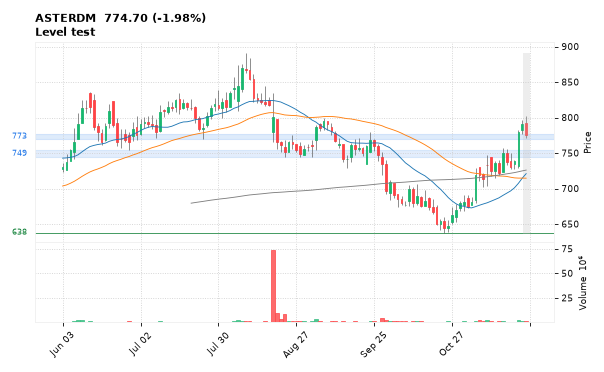 ASTERDM  774.70 (-1.98%)
Level test
900
850
800
773
749
750
700
650
638
Price
75
50
25
Volume 10⁶
Jun 03
Jul 02
Jul 30
Aug 27
Sep 25
Oct 27